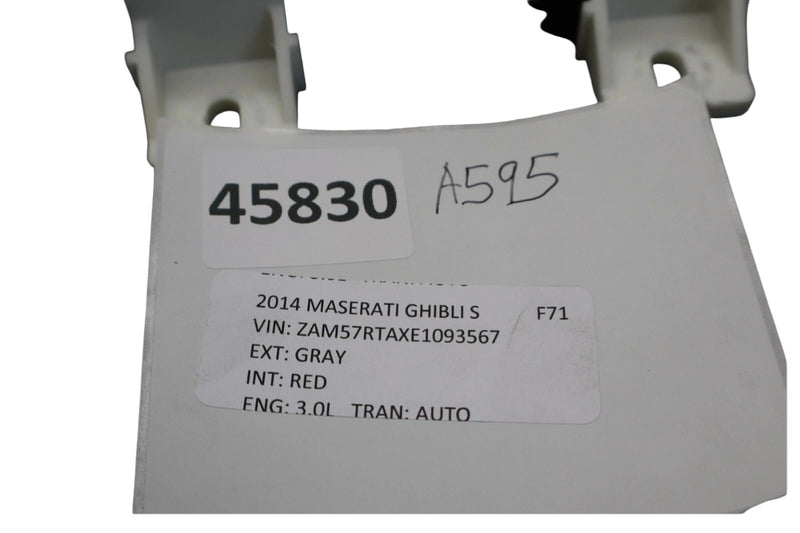 45830 A595
2014 MASERATI GHIBLI S F71
VIN: ZAM57RTAXE1093567
EXT: GRAY
INT: RED
ENG: 3.0L TRAN: AUTO